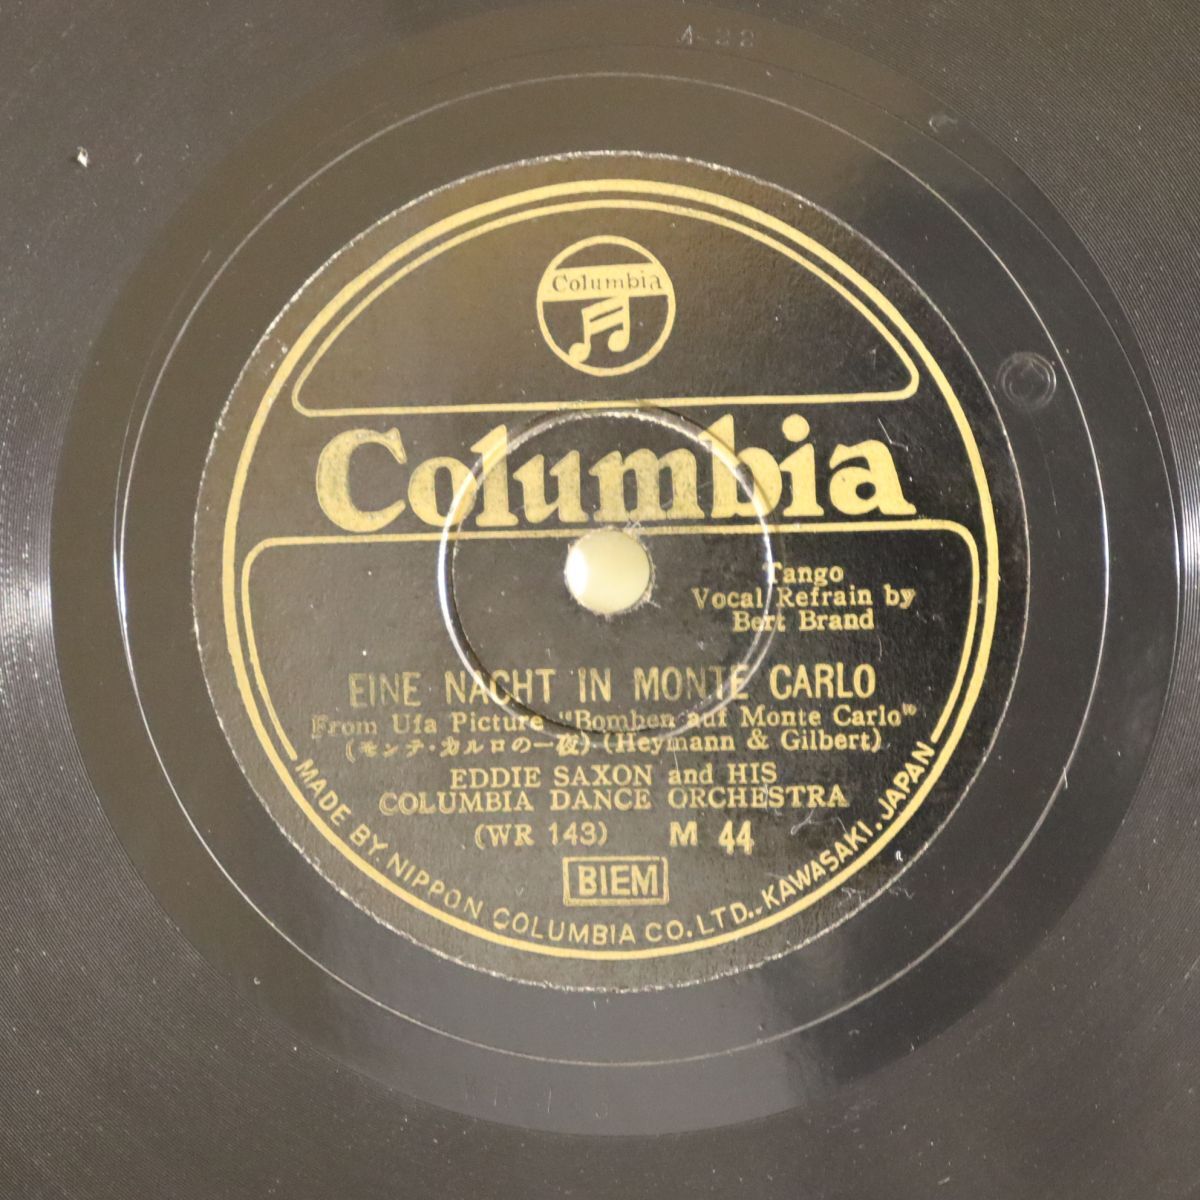 A-22
Columbia
Columbia
Tango
Vocal Refrain by
Bert Brand
EINE NACHT IN MONTE CARLO
From Ufa Picture "Bomben auf Monte Carlo"
(モンテ・カルロの一夜) (Heymann & Gilbert)
EDDIE SAXON and HIS
COLUMBIA DANCE ORCHESTRA
(WR 143) M 44
BIEM
MADE BY NIPPON COLUMBIA CO. LTD., KAWASAKI, JAPAN